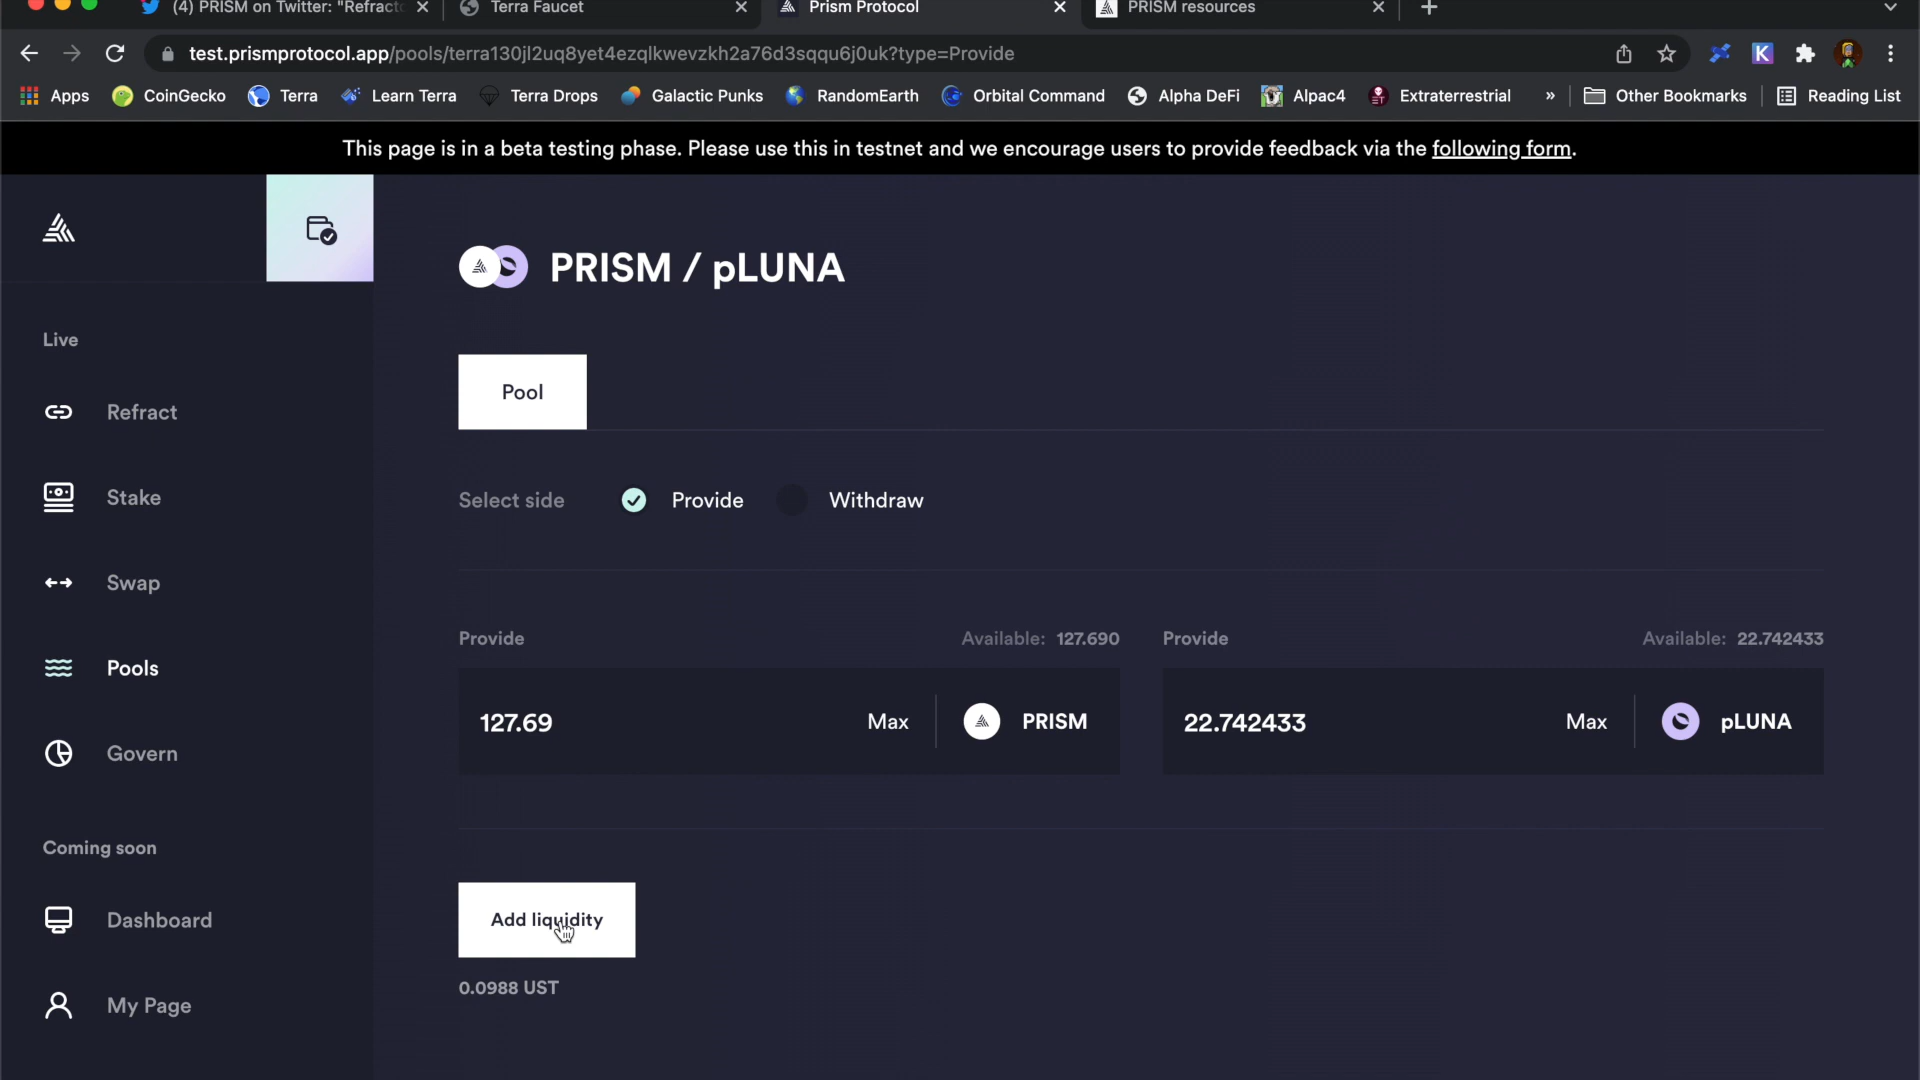 (4) PRISM on Twitter: "Refracto
Terra Faucet
Prism Protocol
PRISM resources
test.prismprotocol.app/pools/terra130jl2uq8yet4ezqlkwevzkh2a76d3sqqu6j0uk?type=Provide
Apps
CoinGecko
Terra
Learn Terra
Terra Drops
Galactic Punks
RandomEarth
Orbital Command
Alpha DeFi
Alpac4
Extraterrestrial
»
Other Bookmarks
Reading List
This page is in a beta testing phase. Please use this in testnet and we encourage users to provide feedback via the following form.
PRISM / pLUNA
Live
Refract
Stake
Swap
Pools
Govern
Coming soon
Dashboard
My Page
Pool
Select side
Provide
Withdraw
Provide
Available: 127.690
127.69
Max
PRISM
Provide
Available: 22.742433
22.742433
Max
pLUNA
Add liquidity
0.0988 UST